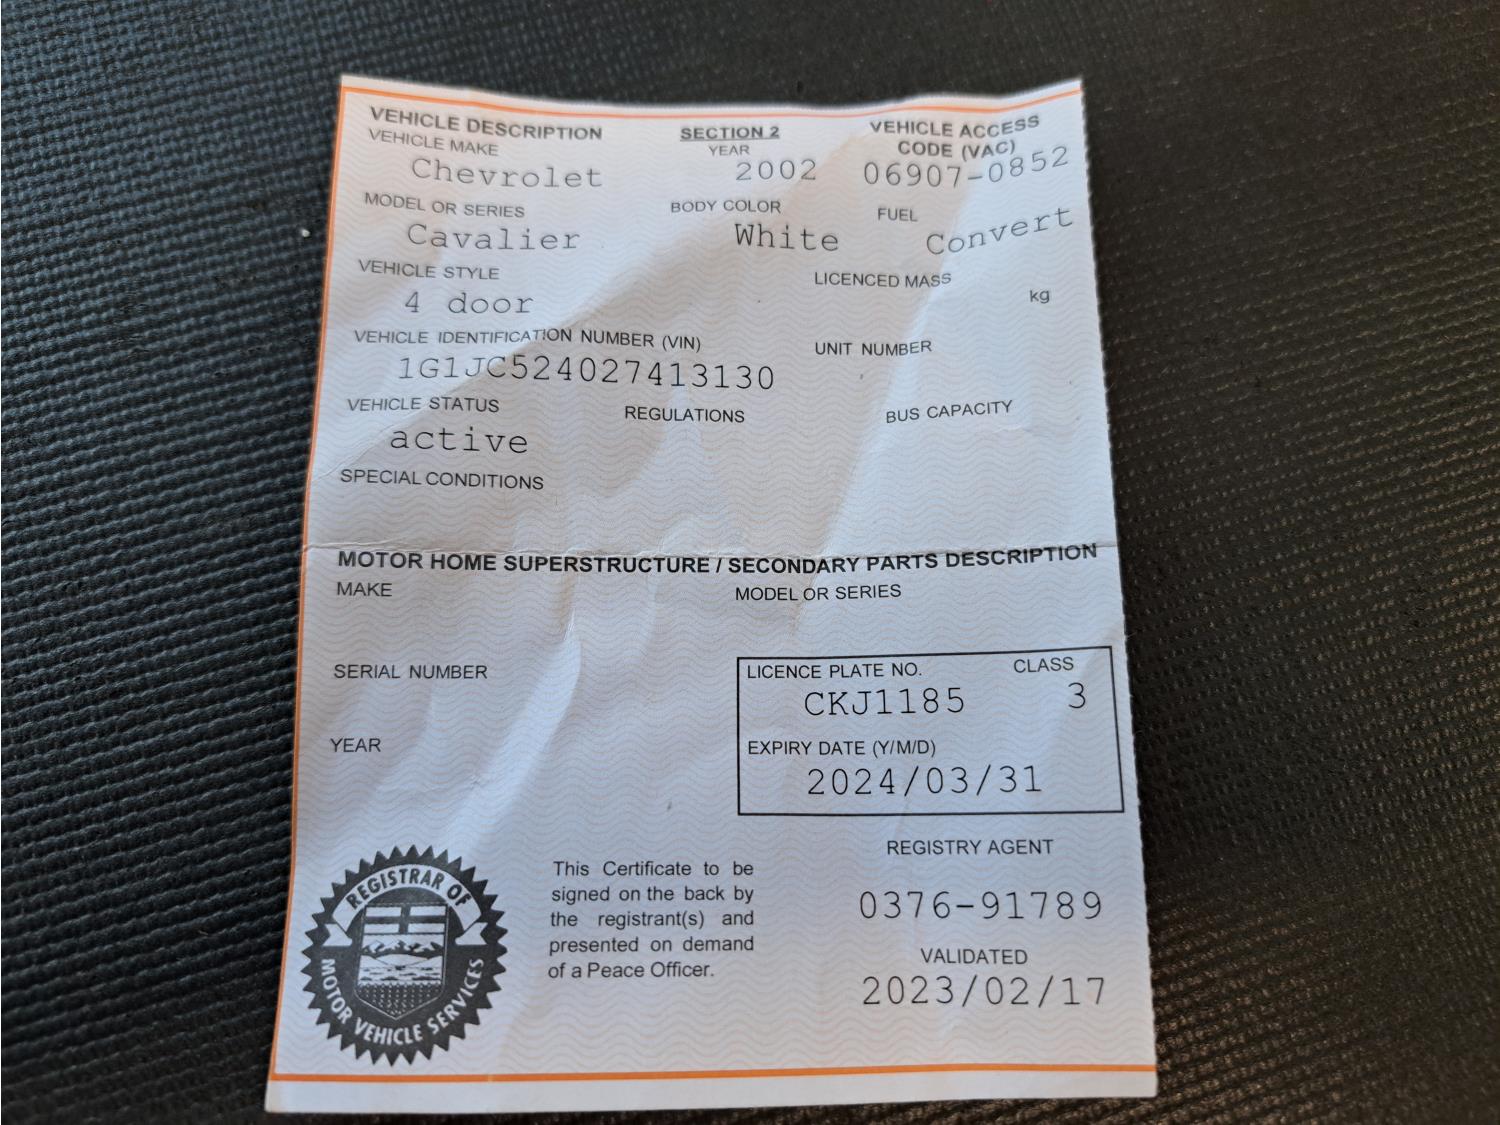 VEHICLE DESCRIPTION SECTION 2 VEHICLE ACCESS CODE (VAC)
VEHICLE MAKE YEAR
Chevrolet 2002 06907-0852
MODEL OR SERIES BODY COLOR FUEL
Cavalier White Convert
VEHICLE STYLE LICENCED MASS
4 door kg
VEHICLE IDENTIFICATION NUMBER (VIN) UNIT NUMBER
1G1JC524027413130
VEHICLE STATUS REGULATIONS BUS CAPACITY
active
SPECIAL CONDITIONS
MOTOR HOME SUPERSTRUCTURE / SECONDARY PARTS DESCRIPTION
MAKE MODEL OR SERIES
SERIAL NUMBER
YEAR
LICENCE PLATE NO. CLASS
CKJ1185 3
EXPIRY DATE (Y/M/D)
2024/03/31
REGISTRAR OF
MOTOR VEHICLE SERVICES
This Certificate to be
signed on the back by
the registrant(s) and
presented on demand
of a Peace Officer.
REGISTRY AGENT
0376-91789
VALIDATED
2023/02/17